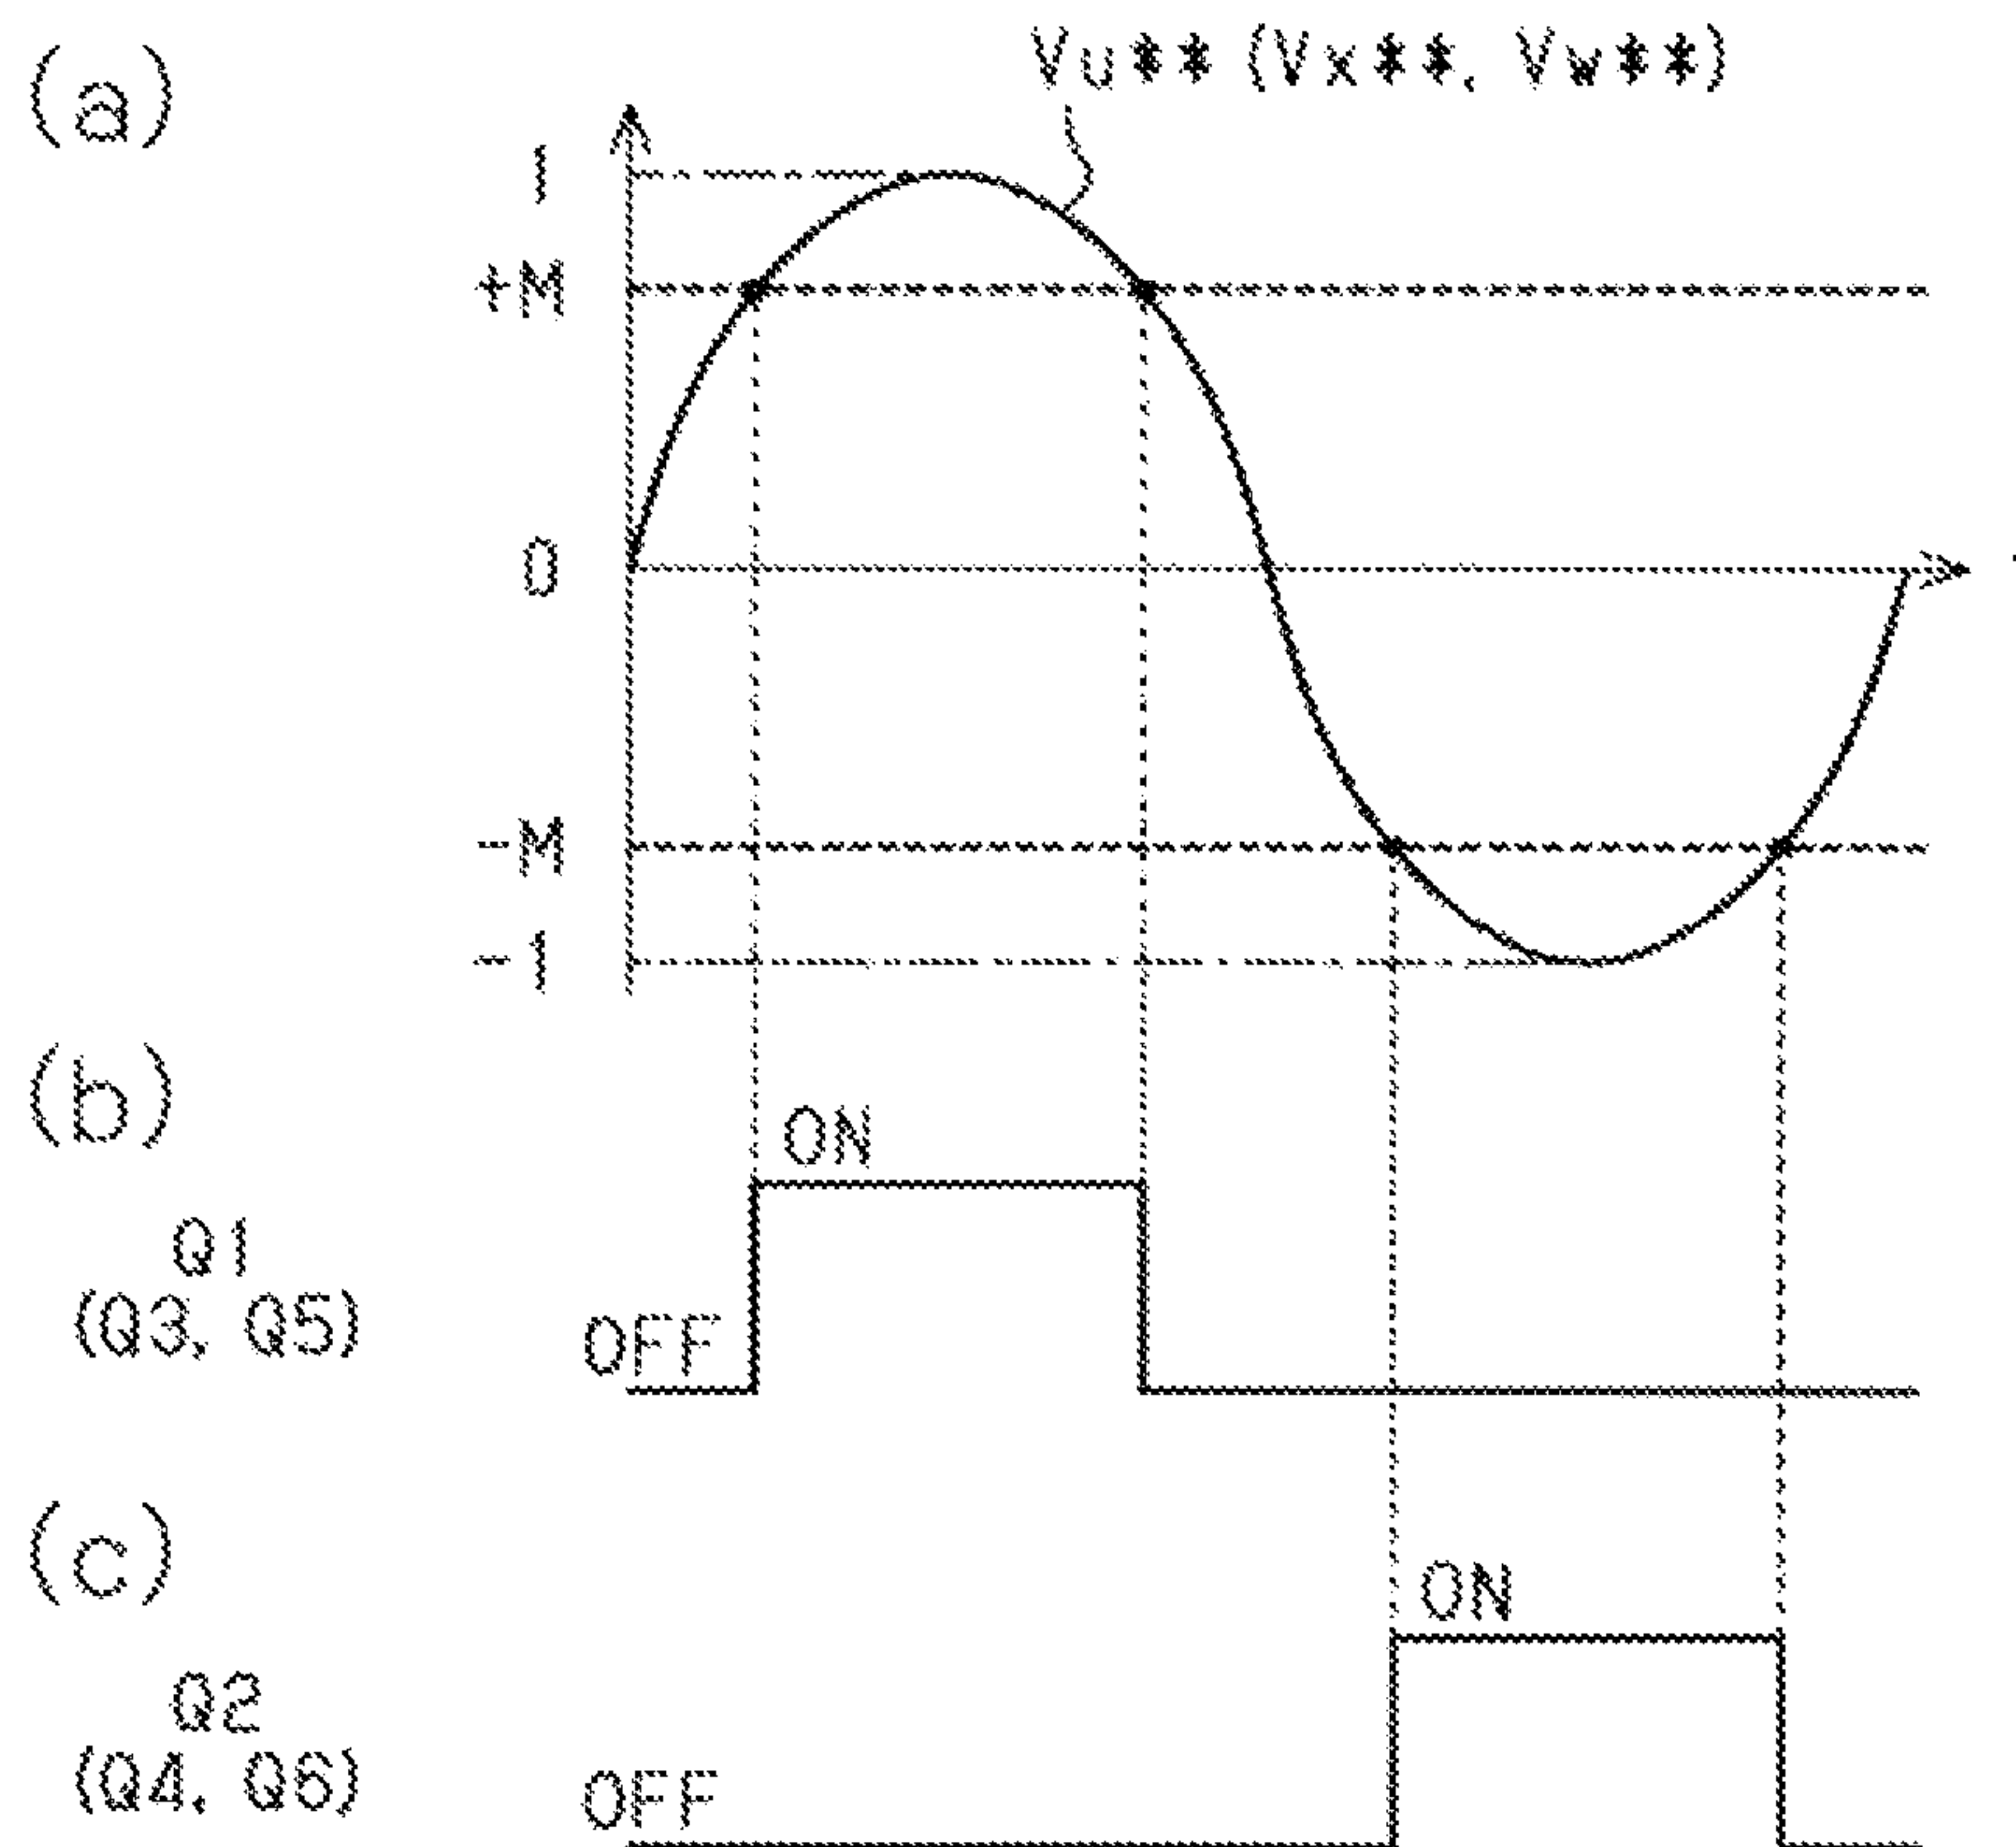 (a)
Vu** (Vx**, Vw**)
1
+M
0
-M
-1
(b)
ON
Q1
(Q3, Q5)
OFF
(c)
ON
Q2
(Q4, Q6)
OFF